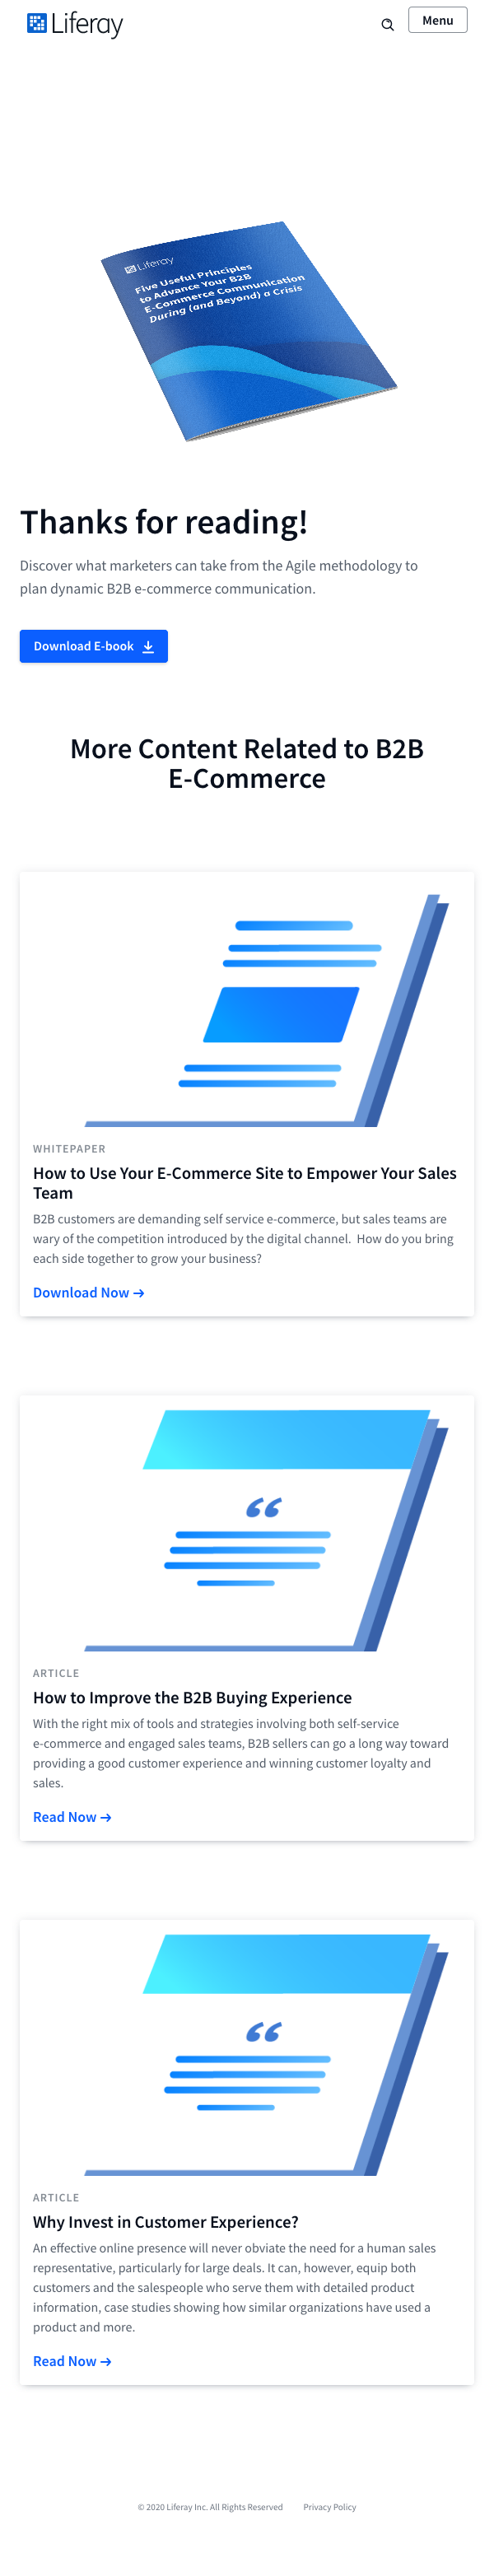 Liferay
Menu
Liferay
Five Useful Principles
to Advance Your B2B
E-Commerce Communication
During (and Beyond) a Crisis
Thanks for reading!
Discover what marketers can take from the Agile methodology to
plan dynamic B2B e-commerce communication.
Download E-book
More Content Related to B2B
E-Commerce
WHITEPAPER
How to Use Your E-Commerce Site to Empower Your Sales
Team
B2B customers are demanding self service e-commerce, but sales teams are
wary of the competition introduced by the digital channel.  How do you bring
each side together to grow your business?
Download Now →
“
ARTICLE
How to Improve the B2B Buying Experience
With the right mix of tools and strategies involving both self-service
e-commerce and engaged sales teams, B2B sellers can go a long way toward
providing a good customer experience and winning customer loyalty and
sales.
Read Now →
“
ARTICLE
Why Invest in Customer Experience?
An effective online presence will never obviate the need for a human sales
representative, particularly for large deals. It can, however, equip both
customers and the salespeople who serve them with detailed product
information, case studies showing how similar organizations have used a
product and more.
Read Now →
© 2020 Liferay Inc. All Rights Reserved Privacy Policy